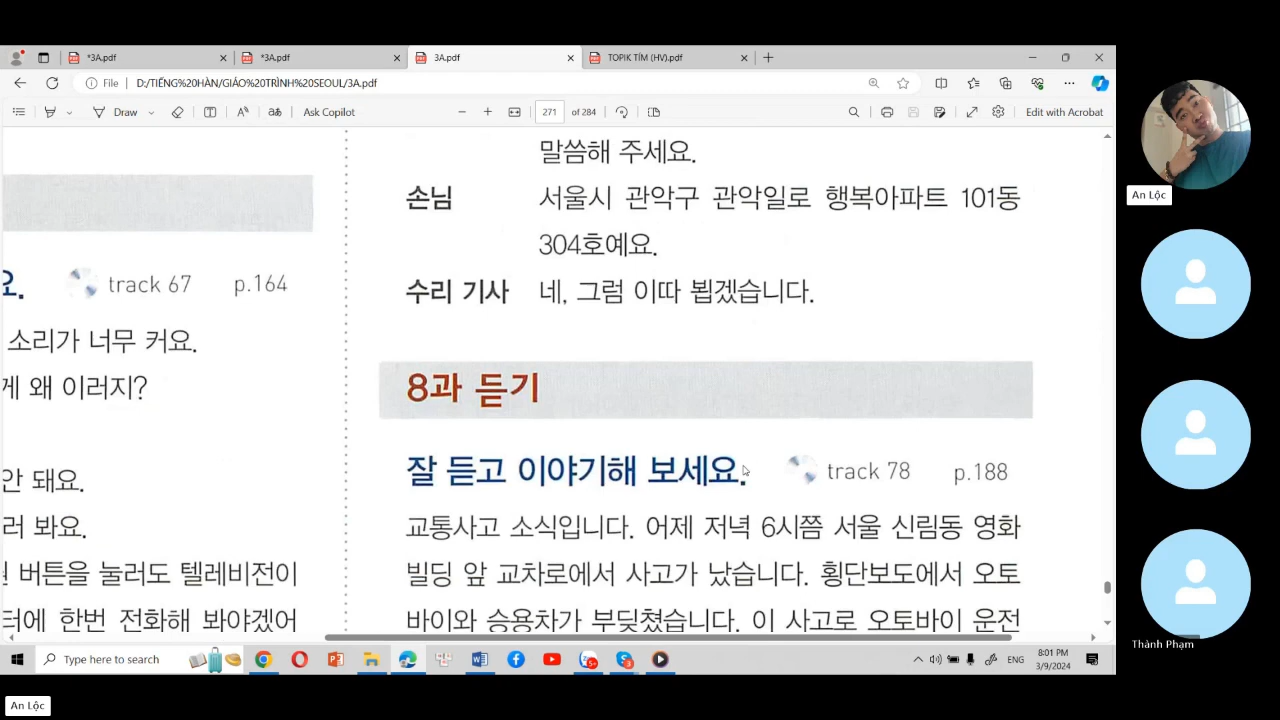 *3A.pdf
*3A.pdf
3A.pdf
TOPIK TÍM (HV).pdf
File
D:/TIẾNG%20HÀN/GIÁO%20TRÌNH%20SEOUL/3A.pdf
Draw
Ask Copilot
271 of 284
Edit with Acrobat
요. track 67 p.164
소리가 너무 커요.
게 왜 이러지?
안 돼요.
러 봐요.
버튼을 눌러도 텔레비전이
터에 한번 전화해 봐야겠어
말씀해 주세요.
손님 서울시 관악구 관악일로 행복아파트 101동
304호예요.
수리 기사 네, 그럼 이따 뵙겠습니다.
8과 듣기
잘 듣고 이야기해 보세요. track 78 p.188
교통사고 소식입니다. 어제 저녁 6시쯤 서울 신림동 영화
빌딩 앞 교차로에서 사고가 났습니다. 횡단보도에서 오토
바이와 승용차가 부딪쳤습니다. 이 사고로 오토바이 운전
An Lộc
Thành Phạm
Type here to search
ENG
8:01 PM
3/9/2024
An Lộc